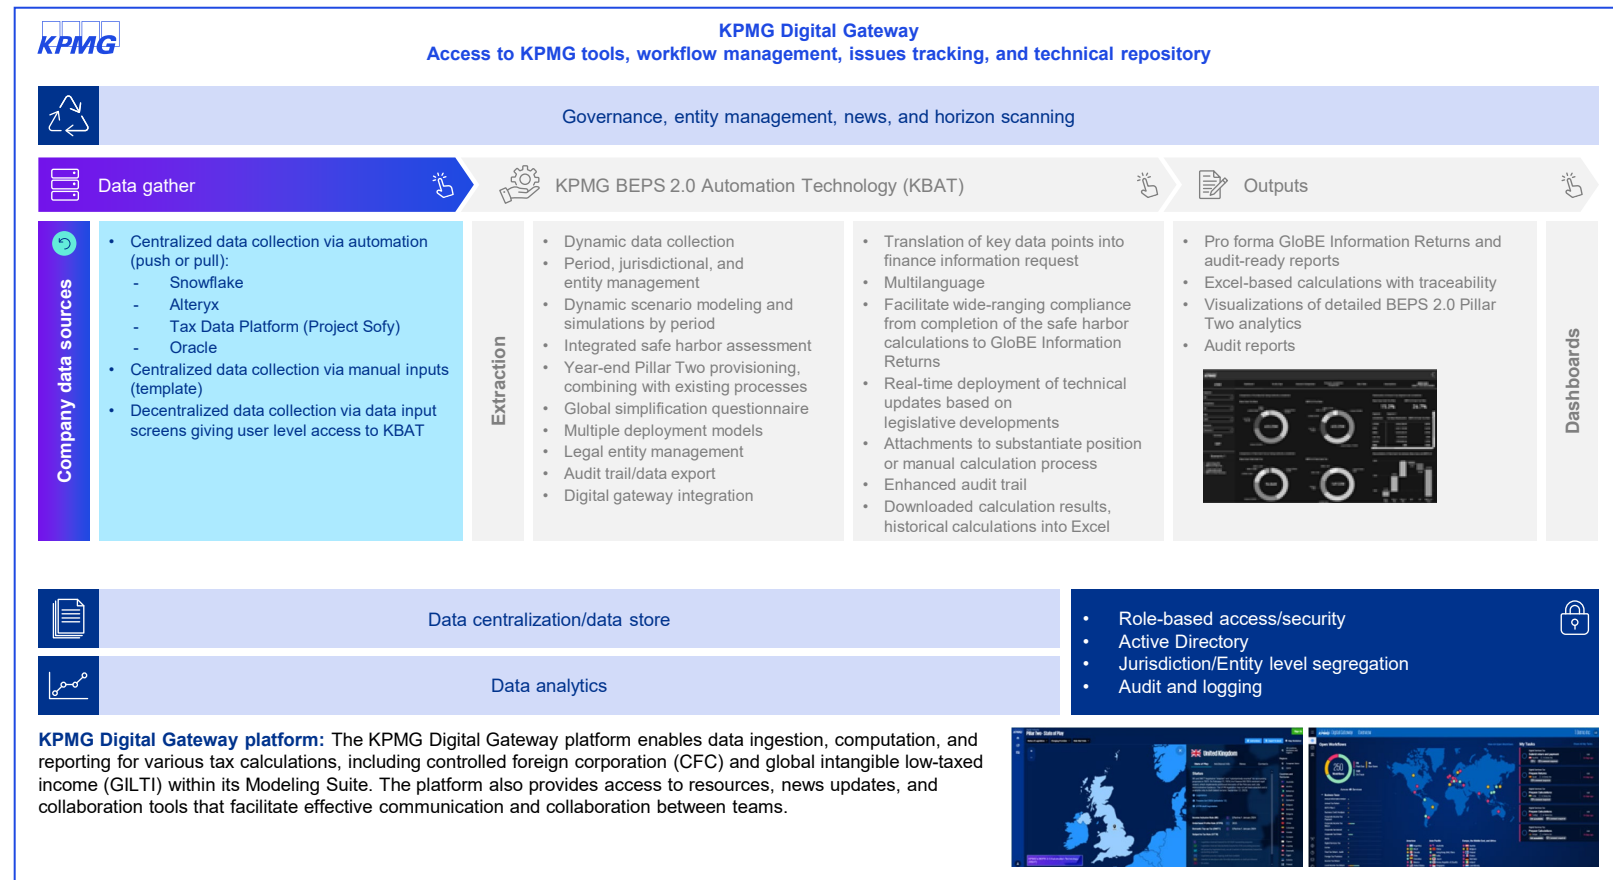 KPMG
KPMG Digital Gateway
Access to KPMG tools, workflow management, issues tracking, and technical repository
Governance, entity management, news, and horizon scanning
Data gather
KPMG BEPS 2.0 Automation Technology (KBAT)
Outputs
Company data sources
• Centralized data collection via automation
(push or pull):
- Snowflake
- Alteryx
- Tax Data Platform (Project Sofy)
- Oracle
• Centralized data collection via manual inputs
(template)
• Decentralized data collection via data input
screens giving user level access to KBAT
Extraction
• Dynamic data collection
• Period, jurisdictional, and
entity management
• Dynamic scenario modeling and
simulations by period
• Integrated safe harbor assessment
• Year-end Pillar Two provisioning,
combining with existing processes
• Global simplification questionnaire
• Multiple deployment models
• Legal entity management
• Audit trail/data export
• Digital gateway integration
• Translation of key data points into
finance information request
• Multilanguage
• Facilitate wide-ranging compliance
from completion of the safe harbor
calculations to GloBE Information
Returns
• Real-time deployment of technical
updates based on
legislative developments
• Attachments to substantiate position
or manual calculation process
• Enhanced audit trail
• Downloaded calculation results,
historical calculations into Excel
• Pro forma GloBE Information Returns and
audit-ready reports
• Excel-based calculations with traceability
• Visualizations of detailed BEPS 2.0 Pillar
Two analytics
• Audit reports
Dashboards
Data centralization/data store
Data analytics
• Role-based access/security
• Active Directory
• Jurisdiction/Entity level segregation
• Audit and logging
KPMG Digital Gateway platform: The KPMG Digital Gateway platform enables data ingestion, computation, and
reporting for various tax calculations, including controlled foreign corporation (CFC) and global intangible low-taxed
income (GILTI) within its Modeling Suite. The platform also provides access to resources, news updates, and
collaboration tools that facilitate effective communication and collaboration between teams.
Pillar Two - State of Play
United Kingdom
Status
Open Workflows
250
My Tasks